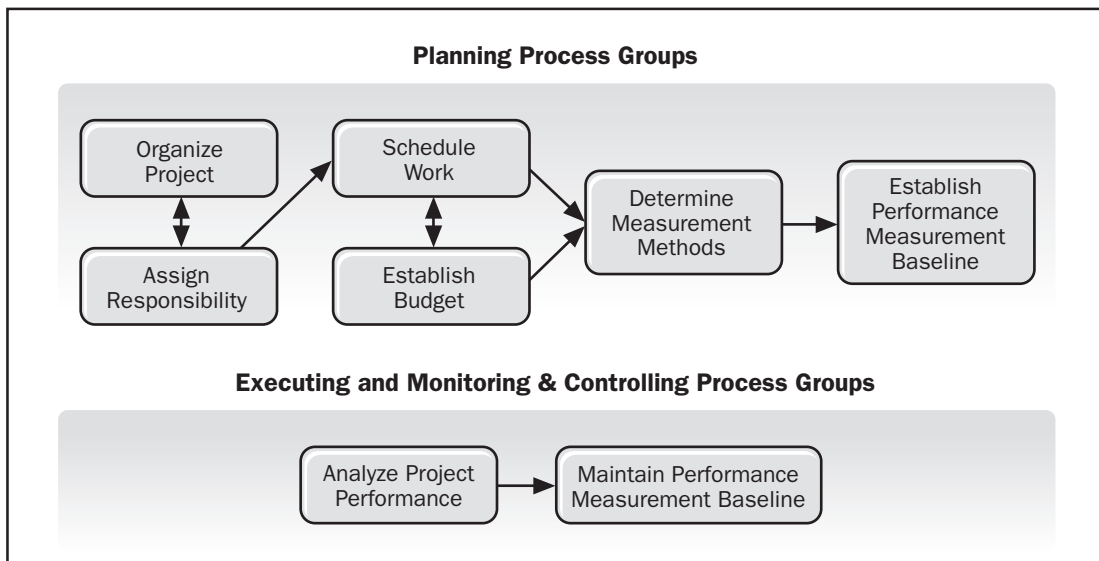 Planning Process Groups
Organize
Project
Assign
Responsibility
Schedule
Work
Establish
Budget
Determine
Measurement
Methods
Establish
Performance
Measurement
Baseline
Executing and Monitoring & Controlling Process Groups
Analyze Project
Performance
Maintain Performance
Measurement Baseline